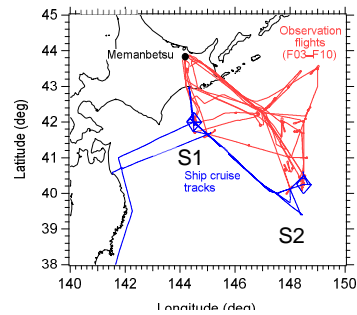 45
44
43
42
41
40
39
38
Latitude (deg)
Memanbetsu
Observation
flights
(F03–F10)
S1
Ship cruise
tracks
S2
140 142 144 146 148 150
Longitude (deg)